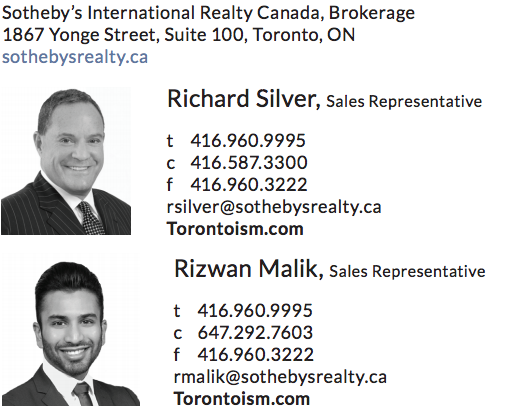 Sotheby's International Realty Canada, Brokerage
1867 Yonge Street, Suite 100, Toronto, ON
sothebysrealty.ca
Richard Silver, Sales Representative
t 416.960.9995
c 416.587.3300
f 416.960.3222
rsilver@sothebysrealty.ca
Torontoism.com
Rizwan Malik, Sales Representative
t 416.960.9995
c 647.292.7603
f 416.960.3222
rmalik@sothebysrealty.ca
Torontoism.com